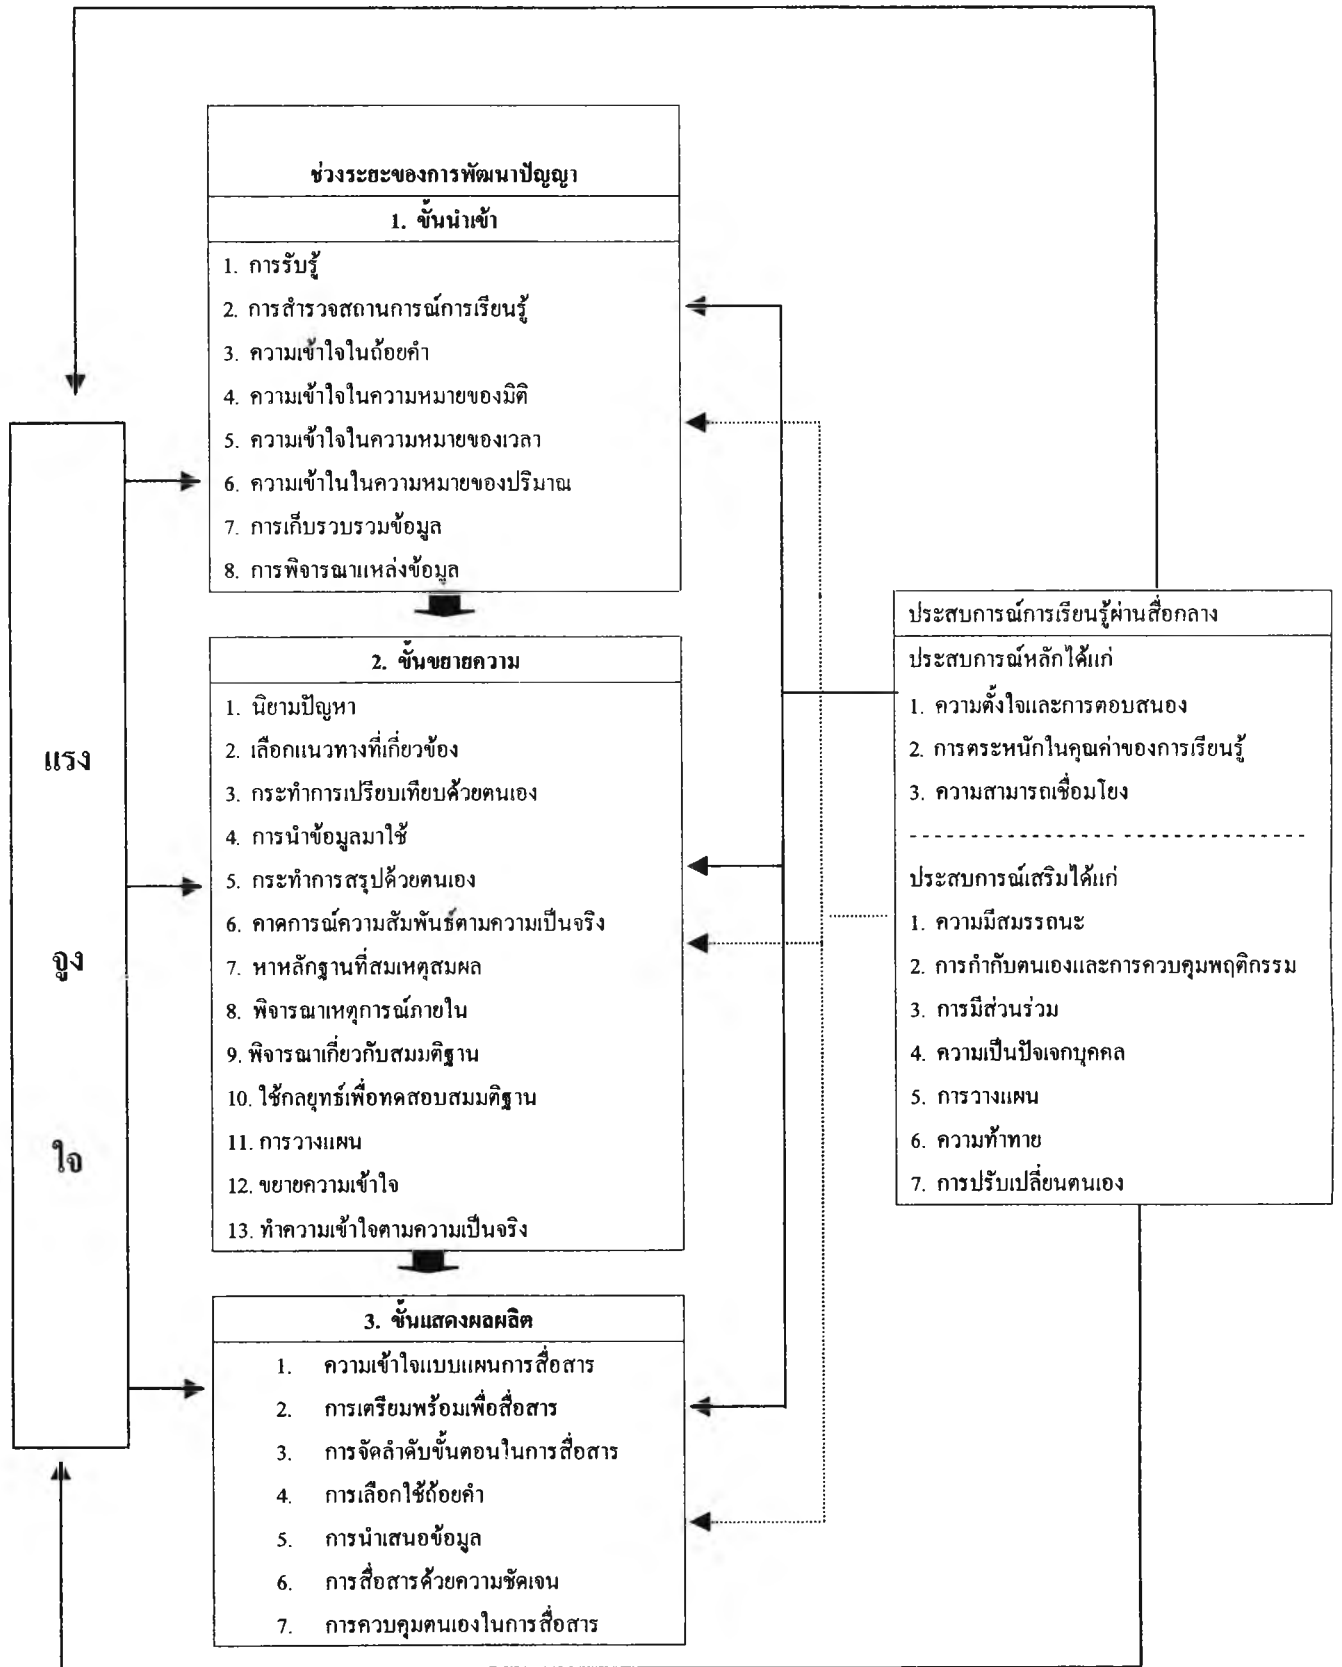 ช่วงระยะของการพัฒนาปัญญา
1. ขั้นนำเข้า
1. การรับรู้
2. การสำรวจสถานการณ์การเรียนรู้
3. ความเข้าใจในถ้อยคำ
4. ความเข้าใจในความหมายของมิติ
5. ความเข้าใจในความหมายของเวลา
6. ความเข้าในในความหมายของปริมาณ
7. การเก็บรวบรวมข้อมูล
8. การพิจารณาแหล่งข้อมูล
2. ขั้นขยายความ
1. นิยามปัญหา
2. เลือกแนวทางที่เกี่ยวข้อง
3. กระทำการเปรียบเทียบด้วยตนเอง
4. การนำข้อมูลมาใช้
5. กระทำการสรุปด้วยตนเอง
6. คาดการณ์ความสัมพันธ์ตามความเป็นจริง
7. หาหลักฐานที่สมเหตุสมผล
8. พิจารณาเหตุการณ์ภายใน
9. พิจารณาเกี่ยวกับสมมติฐาน
10. ใช้กลยุทธ์เพื่อทดสอบสมมติฐาน
11. การวางแผน
12. ขยายความเข้าใจ
13. ทำความเข้าใจตามความเป็นจริง
3. ขั้นแสดงผลผลิต
1. ความเข้าใจแบบแผนการสื่อสาร
2. การเตรียมพร้อมเพื่อสื่อสาร
3. การจัดลำดับขั้นตอนในการสื่อสาร
4. การเลือกใช้ถ้อยคำ
5. การนำเสนอข้อมูล
6. การสื่อสารด้วยความชัดเจน
7. การควบคุมตนเองในการสื่อสาร
แรง
จูง
ใจ
ประสบการณ์การเรียนรู้ผ่านสื่อกลาง
ประสบการณ์หลักได้แก่
1. ความตั้งใจและการตอบสนอง
2. การตระหนักในคุณค่าของการเรียนรู้
3. ความสามารถเชื่อมโยง
ประสบการณ์เสริมได้แก่
1. ความมีสมรรถนะ
2. การกำกับตนเองและการควบคุมพฤติกรรม
3. การมีส่วนร่วม
4. ความเป็นปัจเจกบุคคล
5. การวางแผน
6. ความท้าทาย
7. การปรับเปลี่ยนตนเอง